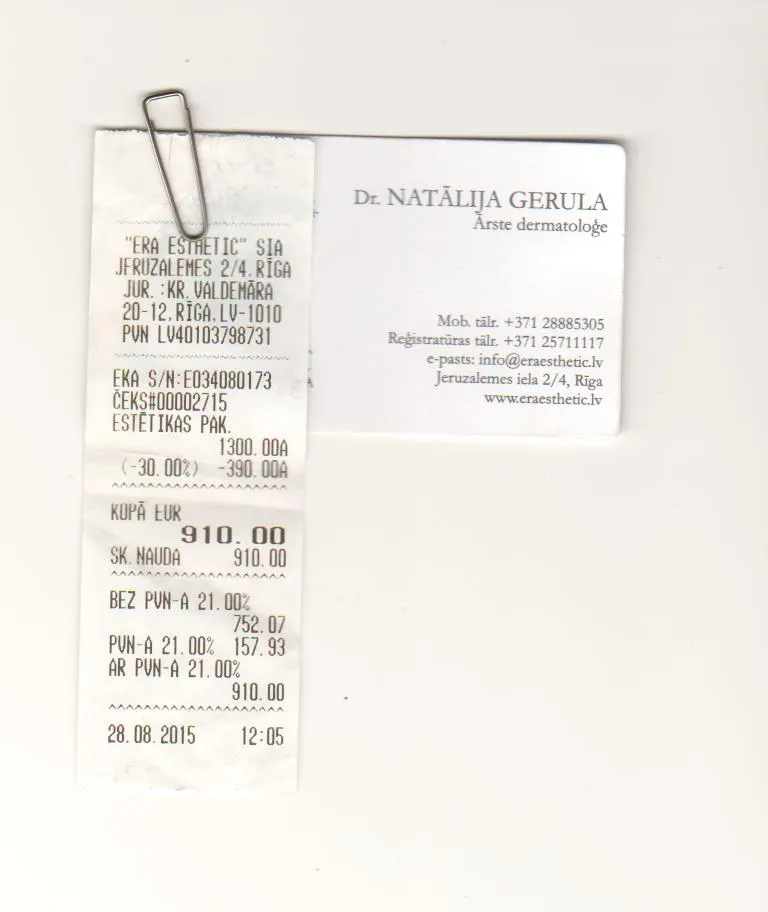 "ERA ESTHETIC" SIA
JERUZALEMES 2/4, RĪGA
JUR. :KR. VALDEMĀRA
20-12, RĪGA, LV-1010
PVN LV40103798731
EKA S/N:E034080173
ČEKS#00002715
ESTĒTIKAS PAK.
1300.00A
(-30.00%) -390.00A
KOPĀ EUR
910.00
SK. NAUDA 910.00
BEZ PVN-A 21.00%
752.07
PVN-A 21.00% 157.93
AR PVN-A 21.00%
910.00
28.08.2015 12:05
Dr. NATĀLIJA GERULA
Ārste dermatoloģe
Mob. tālr. +371 28885305
Reģistratūras tālr. +371 25711117
e-pasts: info@eraesthetic.lv
Jeruzalemes iela 2/4, Rīga
www.eraesthetic.lv